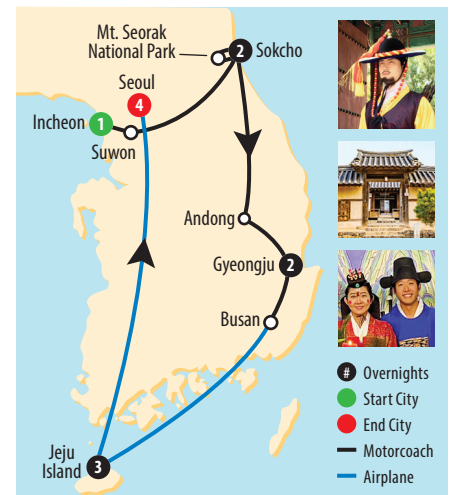 Mt. Seorak
National Park
2
Sokcho
Seoul
4
Incheon
1
Suwon
Andong
Gyeongju
2
Busan
Jeju
Island
3
# Overnights
Start City
End City
Motorcoach
Airplane